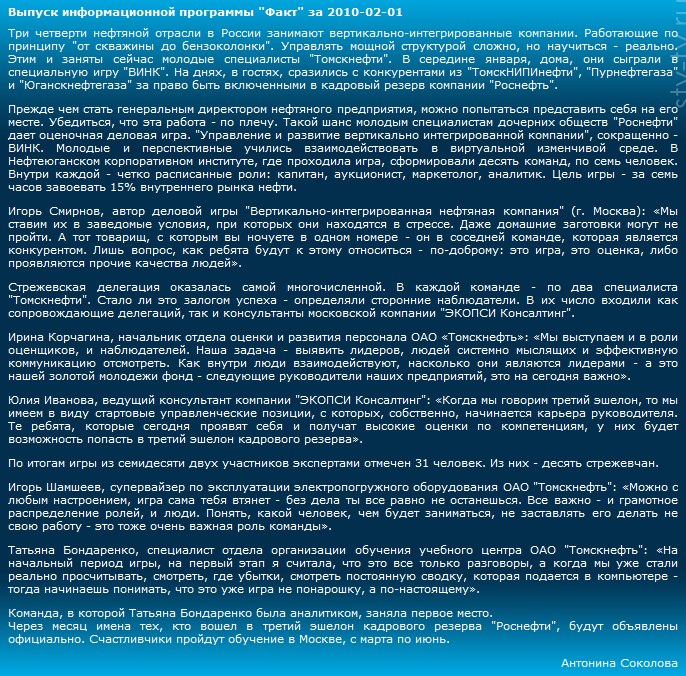 Выпуск информационной программы "Факт" за 2010-02-01
Три четверти нефтяной отрасли в России занимают вертикально-интегрированные компании. Работающие по
принципу "от скважины до бензоколонки". Управлять мощной структурой сложно, но научиться - реально.
Этим и заняты сейчас молодые специалисты "Томскнефти". В середине января, дома, они сыграли в
специальную игру "ВИНК". На днях, в гостях, сразились с конкурентами из "ТомскНИПИнефти", "Пурнефтегаза"
и "Юганскнефтегаза" за право быть включенными в кадровый резерв компании "Роснефть".
Прежде чем стать генеральным директором нефтяного предприятия, можно попытаться представить себя на его
месте. Убедиться, что эта работа - по плечу. Такой шанс молодым специалистам дочерних обществ "Роснефти"
дает оценочная деловая игра. "Управление и развитие вертикально интегрированной компании", сокращенно -
ВИНК. Молодые и перспективные учились взаимодействовать в виртуальной изменчивой среде. В
Нефтеюганском корпоративном институте, где проходила игра, сформировали десять команд, по семь человек.
Внутри каждой - четко расписанные роли: капитан, аукционист, маркетолог, аналитик. Цель игры - за семь
часов завоевать 15% внутреннего рынка нефти.
Игорь Смирнов, автор деловой игры "Вертикально-интегрированная нефтяная компания" (г. Москва): «Мы
ставим их в заведомые условия, при которых они находятся в стрессе. Даже домашние заготовки могут не
пройти. А тот товарищ, с которым вы ночуете в одном номере - он в соседней команде, которая является
конкурентом. Лишь вопрос, как ребята будут к этому относиться - по-доброму: это игра, это оценка, либо
проявляются прочие качества людей».
Стрежевская делегация оказалась самой многочисленной. В каждой команде - по два специалиста
"Томскнефти". Стало ли это залогом успеха - определяли сторонние наблюдатели. В их число входили как
сопровождающие делегаций, так и консультанты московской компании "ЭКОПСИ Консалтинг".
Ирина Корчагина, начальник отдела оценки и развития персонала ОАО «Томскнефть»: «Мы выступаем и в роли
оценщиков, и наблюдателей. Наша задача - выявить лидеров, людей системно мыслящих и эффективную
коммуникацию отсмотреть. Как внутри люди взаимодействуют, насколько они являются лидерами - а это
нашей золотой молодежи фонд - следующие руководители наших предприятий, это на сегодня важно».
Юлия Иванова, ведущий консультант компании "ЭКОПСИ Консалтинг": «Когда мы говорим третий эшелон, то мы
имеем в виду стартовые управленческие позиции, с которых, собственно, начинается карьера руководителя.
Те ребята, которые сегодня проявят себя и получат высокие оценки по компетенциям, у них будет
возможность попасть в третий эшелон кадрового резерва».
По итогам игры из семидесяти двух участников экспертами отмечен 31 человек. Из них - десять стрежевчан.
Игорь Шамшеев, супервайзер по эксплуатации электропогружного оборудования ОАО "Томскнефть": «Можно с
любым настроением, игра сама тебя втянет - без дела ты все равно не останешься. Все важно - и грамотное
распределение ролей, и люди. Понять, какой человек, чем будет заниматься, не заставлять его делать не
свою работу - это тоже очень важная роль команды».
Татьяна Бондаренко, специалист отдела организации обучения учебного центра ОАО "Томскнефть": «На
начальный период игры, на первый этап я считала, что это все только разговоры, а когда мы уже стали
реально просчитывать, смотреть, где убытки, смотреть постоянную сводку, которая подается в компьютере -
тогда начинаешь понимать, что это уже игра не понарошку, а по-настоящему».
Команда, в которой Татьяна Бондаренко была аналитиком, заняла первое место.
Через месяц имена тех, кто вошел в третий эшелон кадрового резерва "Роснефти", будут объявлены
официально. Счастливчики пройдут обучение в Москве, с марта по июнь.
Антонина Соколова